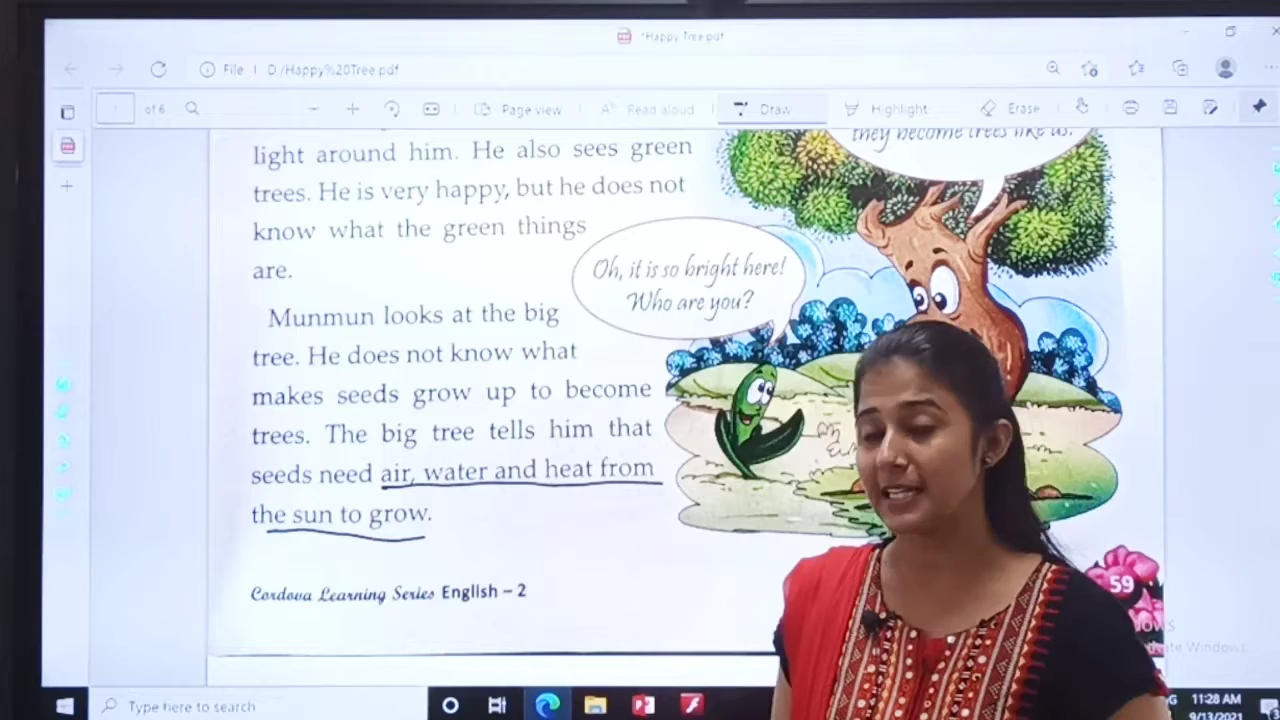 *Happy Tree.pdf
File | D:/Happy%20Tree.pdf
of 6
Page view
Read aloud
Draw
Highlight
Erase
they become trees like us.
light around him. He also sees green
trees. He is very happy, but he does not
know what the green things
are.
Oh, it is so bright here!
Who are you?
Munmun looks at the big
tree. He does not know what
makes seeds grow up to become
trees. The big tree tells him that
seeds need air, water and heat from
the sun to grow.
Cordova Learning Series English – 2
59
Windows.
Type here to search
11:28 AM
9/13/2021